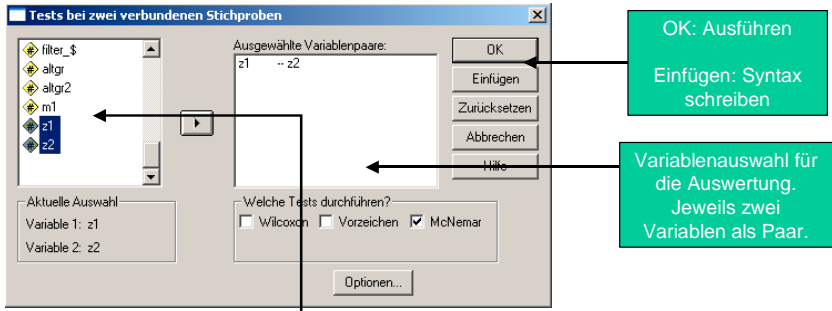 Tests bei zwei verbundenen Stichproben
filter_$
altgr
altgr2
m1
z1
z2
Ausgewählte Variablenpaare:
z1 -- z2
OK
Einfügen
Zurücksetzen
Abbrechen
Hilfe
Aktuelle Auswahl
Variable 1: z1
Variable 2: z2
Welche Tests durchführen?
Wilcoxon Vorzeichen McNemar
Optionen...
OK: Ausführen
Einfügen: Syntax
schreiben
Variablenauswahl für
die Auswertung.
Jeweils zwei
Variablen als Paar.